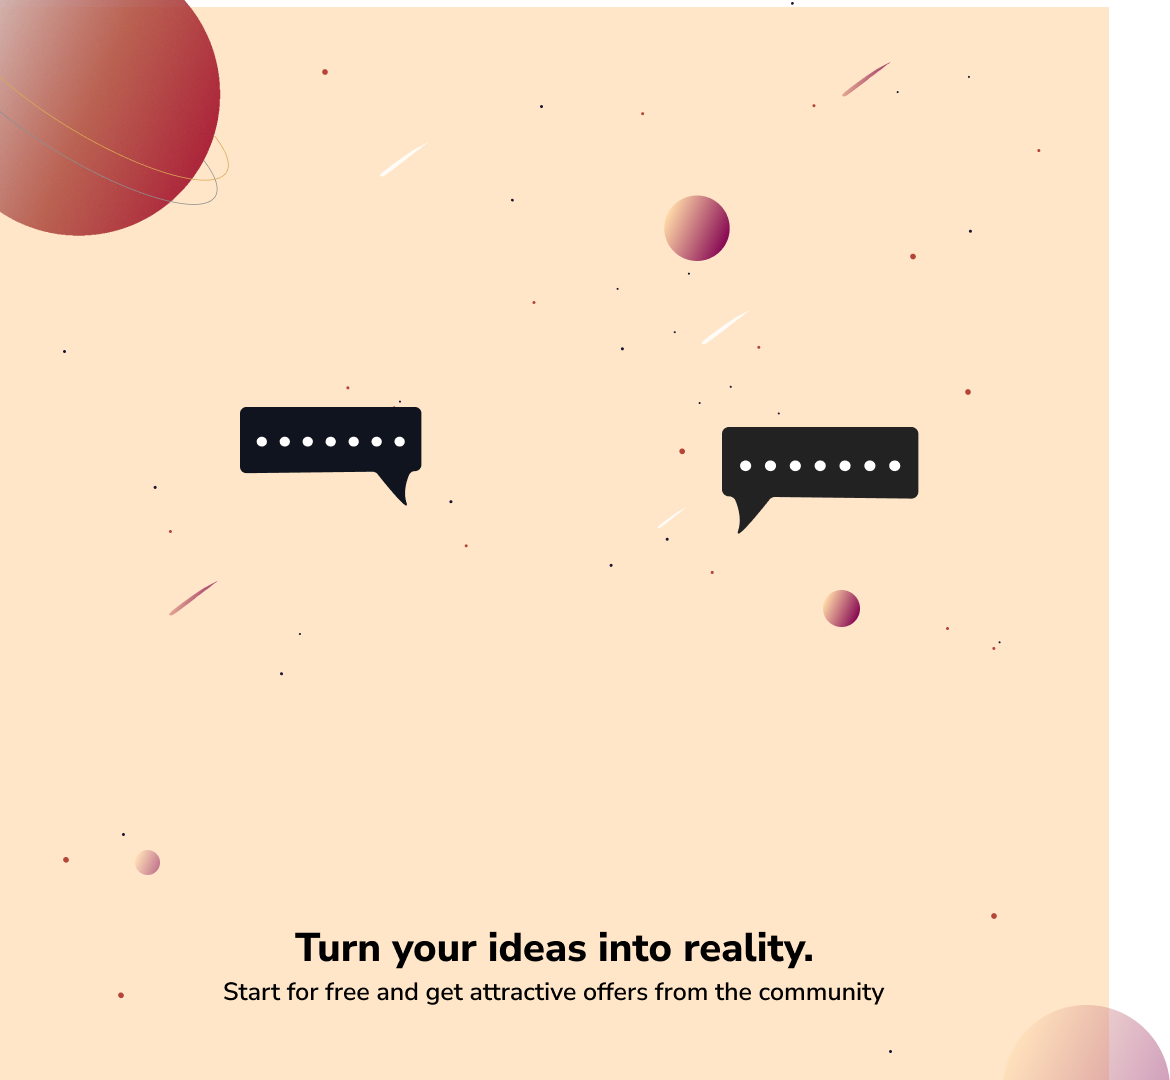 Turn your ideas into reality.
Start for free and get attractive offers from the community